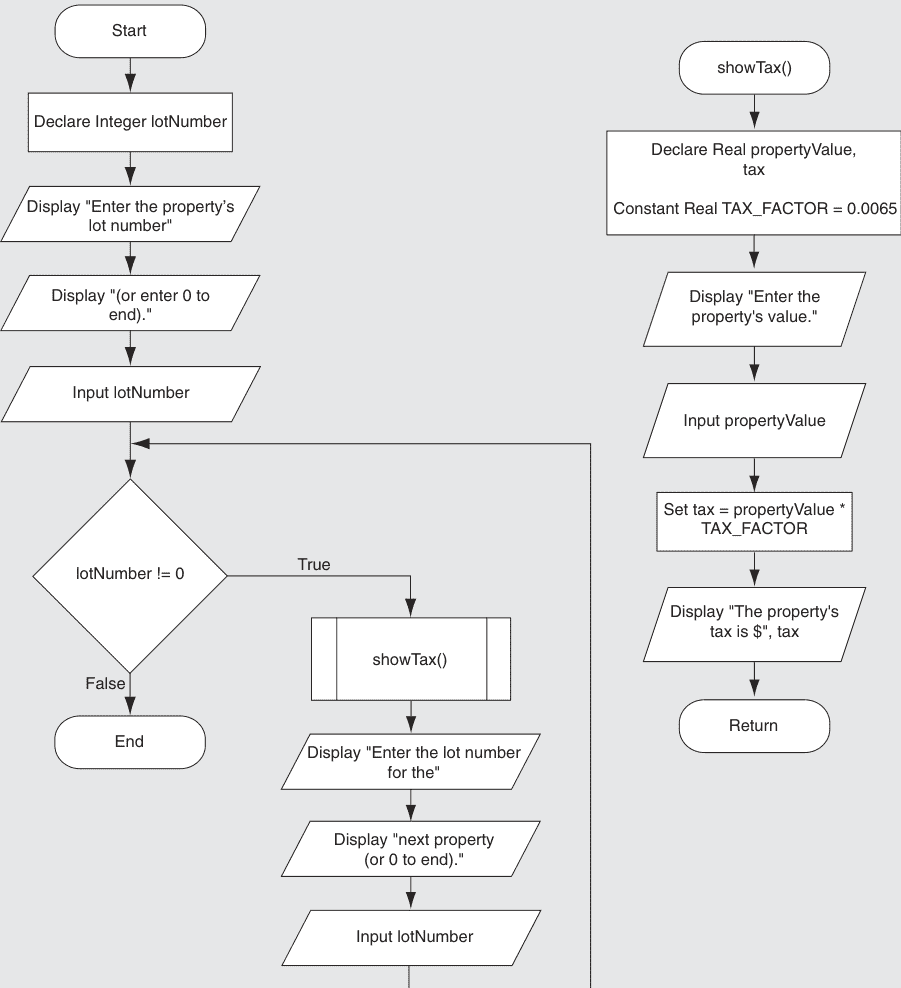 Start
Declare Integer lotNumber
Display "Enter the property’s
lot number"
Display "(or enter 0 to
end)."
Input lotNumber
lotNumber != 0
True
False
End
showTax()
Display "Enter the lot number
for the"
Display "next property
(or 0 to end)."
Input lotNumber
showTax()
Declare Real propertyValue,
tax
Constant Real TAX_FACTOR = 0.0065
Display "Enter the
property's value."
Input propertyValue
Set tax = propertyValue *
TAX_FACTOR
Display "The property's
tax is $", tax
Return